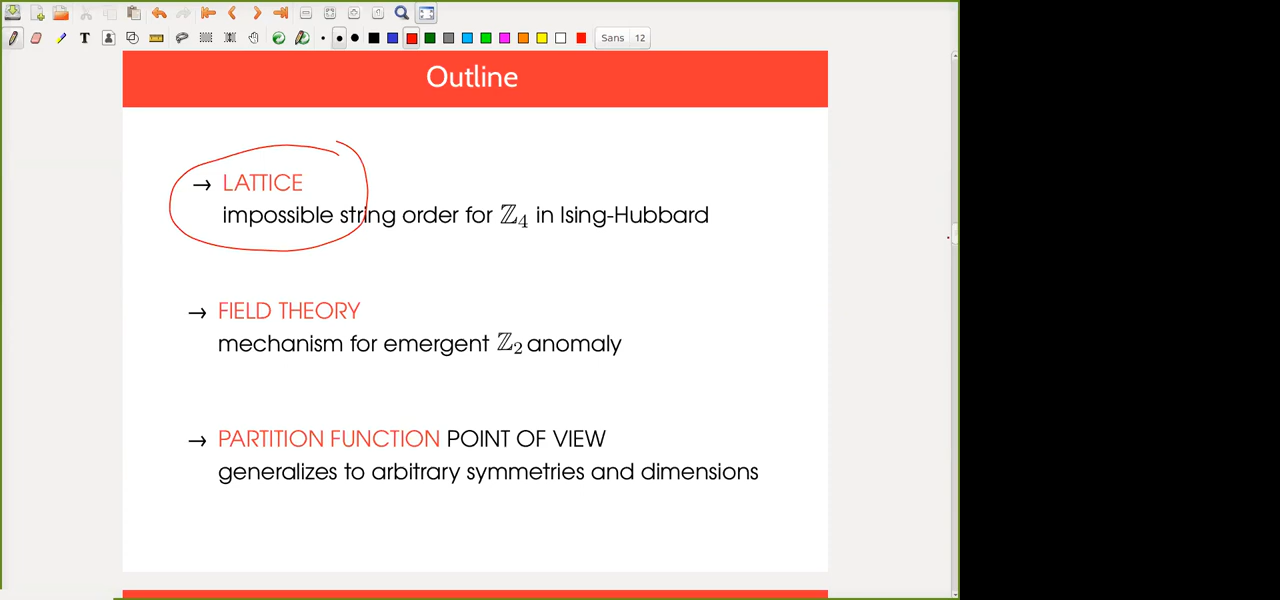 Sans 12
Outline
→ LATTICE
impossible string order for ℤ₄ in Ising-Hubbard
→ FIELD THEORY
mechanism for emergent ℤ₂ anomaly
→ PARTITION FUNCTION POINT OF VIEW
generalizes to arbitrary symmetries and dimensions